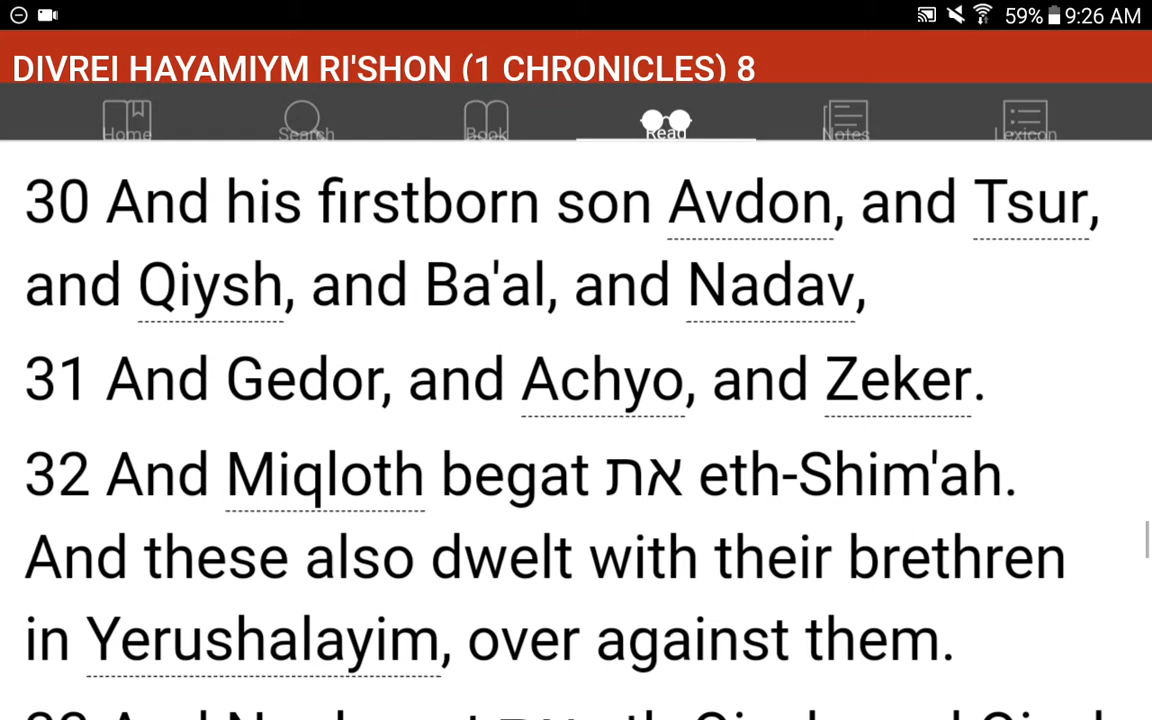 59% 9:26 AM
DIVREI HAYAMIYM RI'SHON (1 CHRONICLES) 8
Home Search Book Read Notes Lexicon
30 And his firstborn son Avdon, and Tsur,
and Qiysh, and Ba'al, and Nadav,
31 And Gedor, and Achyo, and Zeker.
32 And Miqloth begat את eth-Shim'ah.
And these also dwelt with their brethren
in Yerushalayim, over against them.